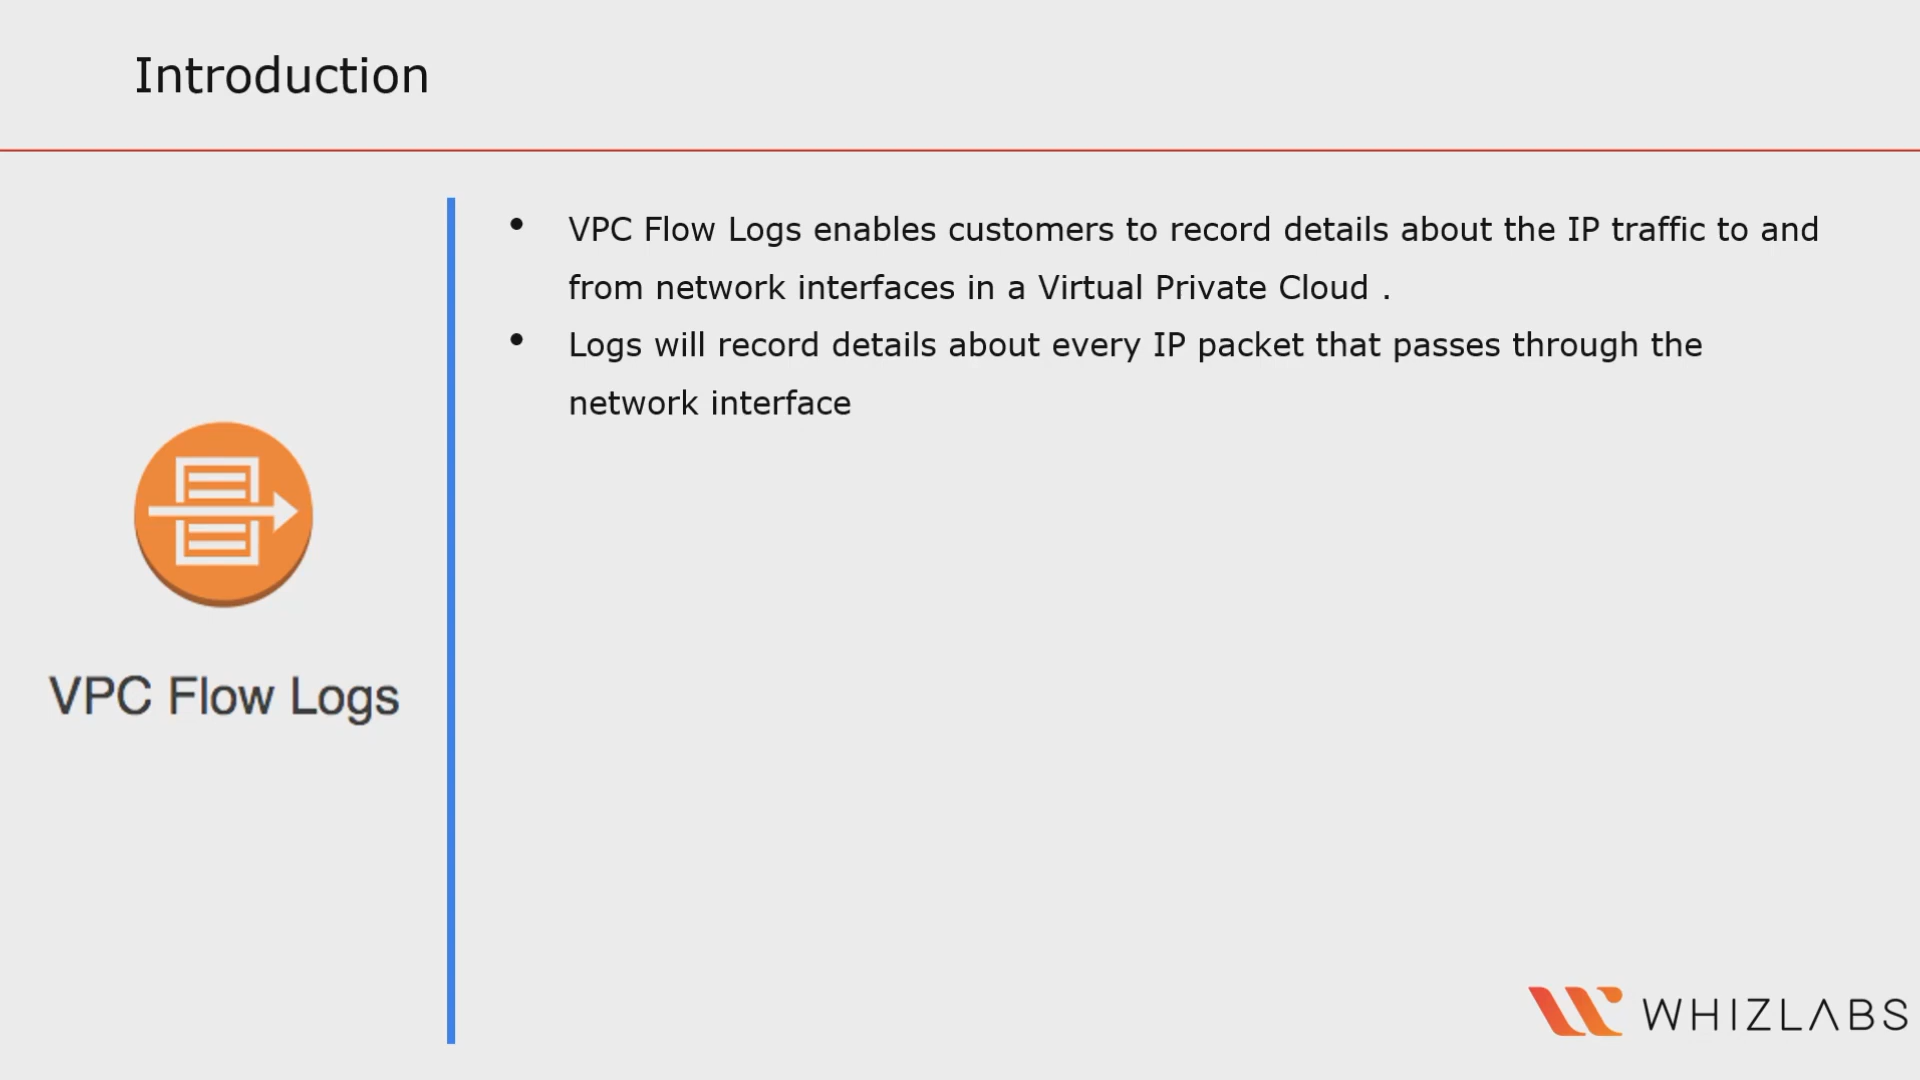 Introduction
• VPC Flow Logs enables customers to record details about the IP traffic to and
from network interfaces in a Virtual Private Cloud .
• Logs will record details about every IP packet that passes through the
network interface
VPC Flow Logs
WHIZLABS